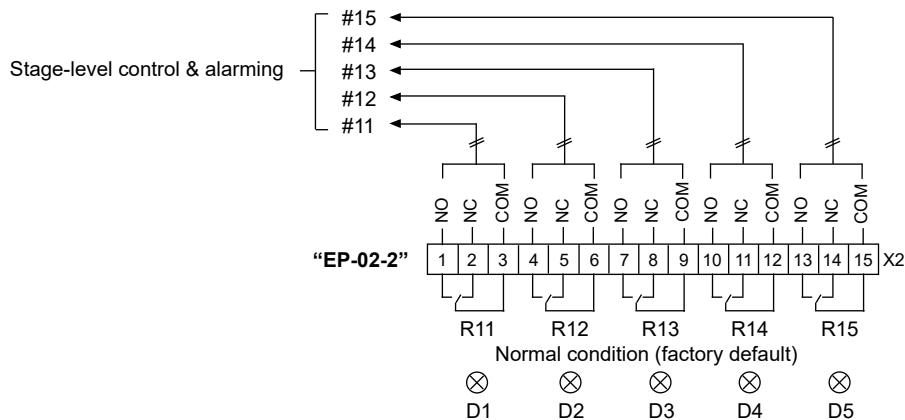 #15
#14
Stage-level control & alarming
#13
#12
#11
NO NC COM NO NC COM NO NC COM NO NC COM NO NC COM
“EP-02-2” 1 2 3 4 5 6 7 8 9 10 11 12 13 14 15 X2
R11 R12 R13 R14 R15
Normal condition (factory default)
D1 D2 D3 D4 D5